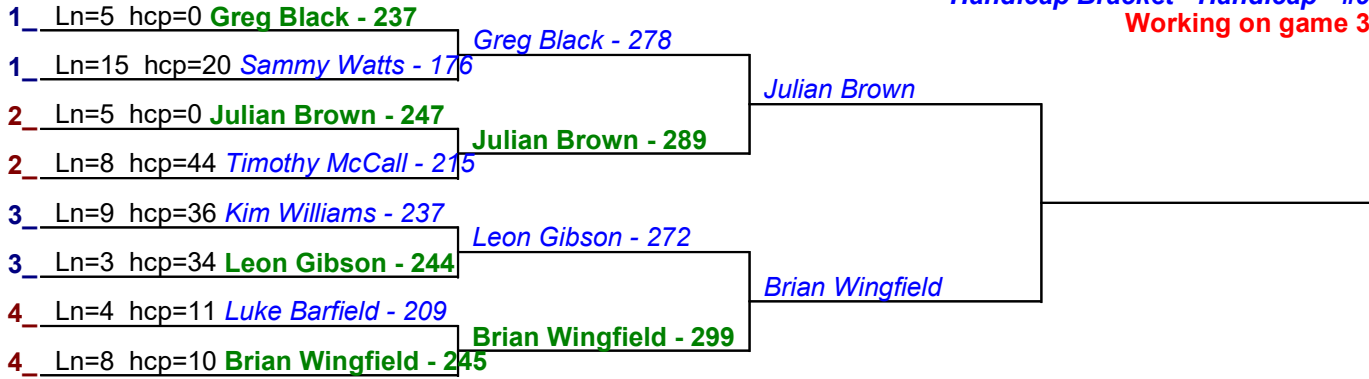 Handicap Bracket - Handicap - #
Working on game 3
1_ Ln=5 hcp=0 Greg Black - 237
Greg Black - 278
1_ Ln=15 hcp=20 Sammy Watts - 176
Julian Brown
2_ Ln=5 hcp=0 Julian Brown - 247
Julian Brown - 289
2_ Ln=8 hcp=44 Timothy McCall - 215
3_ Ln=9 hcp=36 Kim Williams - 237
Leon Gibson - 272
3_ Ln=3 hcp=34 Leon Gibson - 244
Brian Wingfield
4_ Ln=4 hcp=11 Luke Barfield - 209
Brian Wingfield - 299
4_ Ln=8 hcp=10 Brian Wingfield - 245